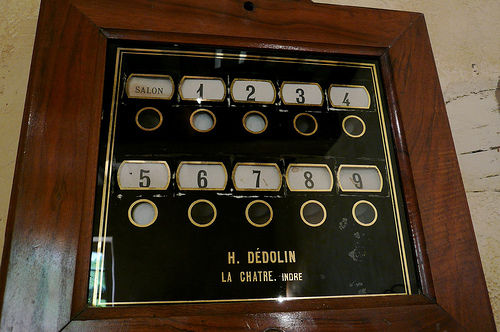 SALON 1 2 3 4
5 6 7 8 9
H. DÉDOLIN
LA CHATRE. INDRE